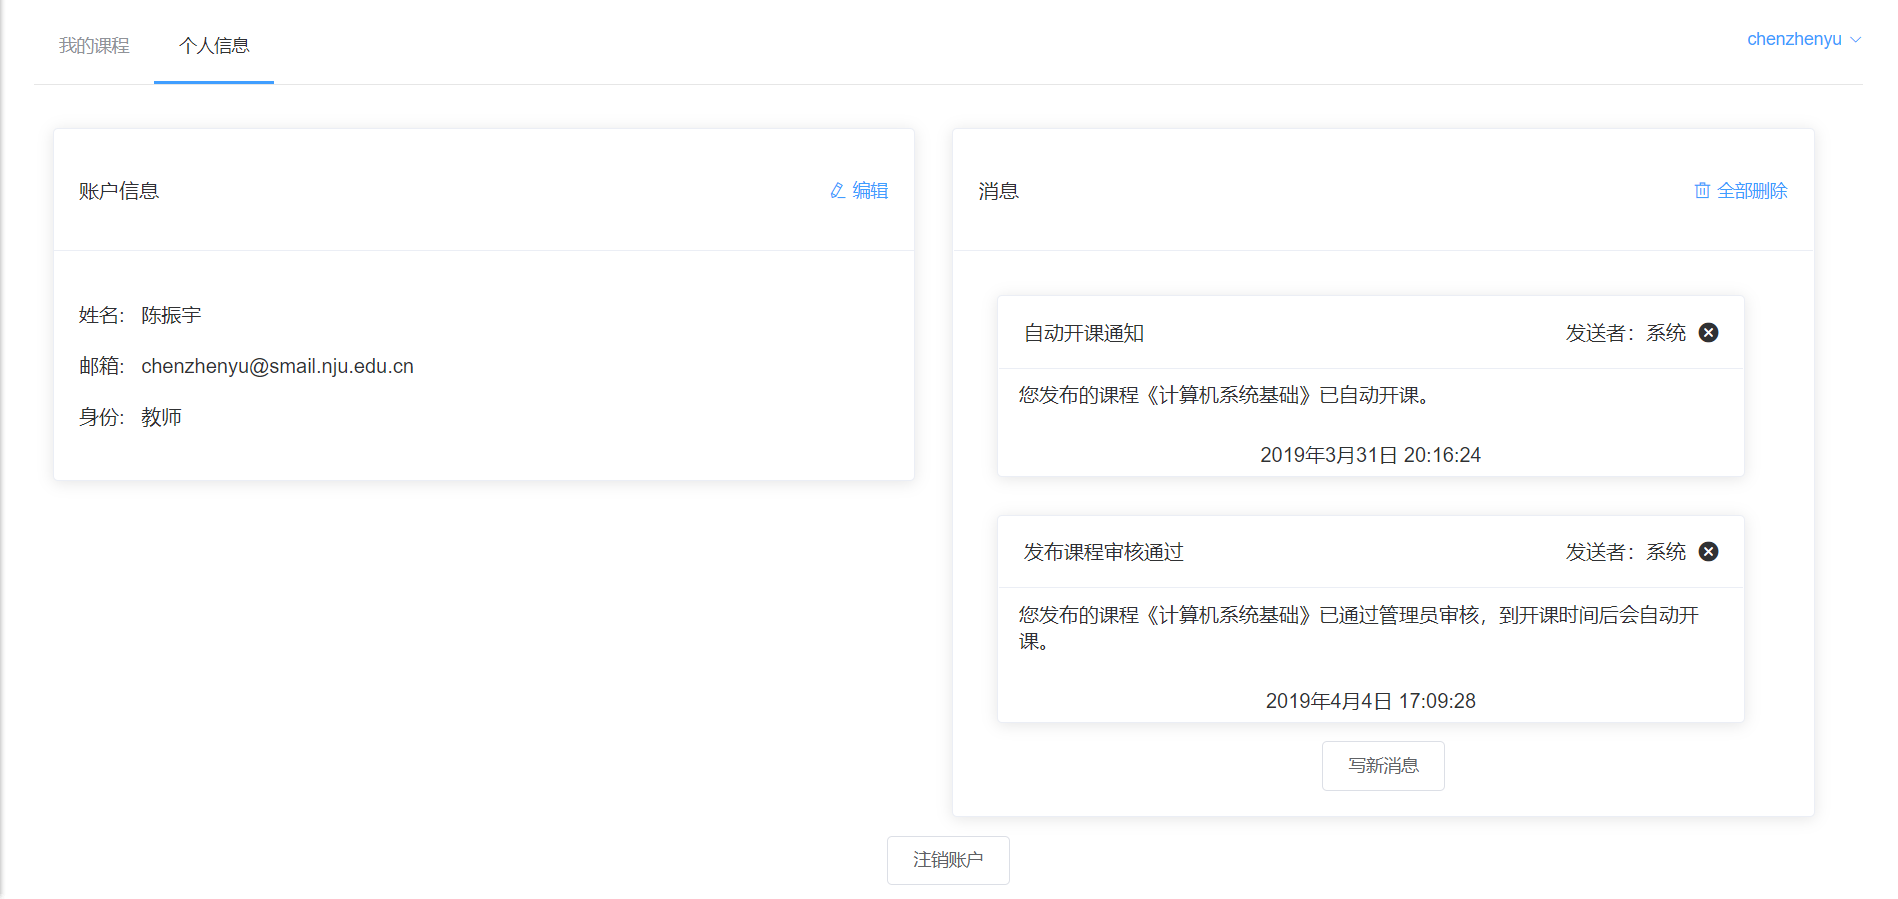 我的课程
个人信息
chenzhenyu
账户信息
编辑
姓名: 陈振宇
邮箱: chenzhenyu@smail.nju.edu.cn
身份: 教师
消息
全部删除
自动开课通知
发送者：系统
您发布的课程《计算机系统基础》已自动开课。
2019年3月31日 20:16:24
发布课程审核通过
发送者：系统
您发布的课程《计算机系统基础》已通过管理员审核，到开课时间后会自动开
课。
2019年4月4日 17:09:28
写新消息
注销账户